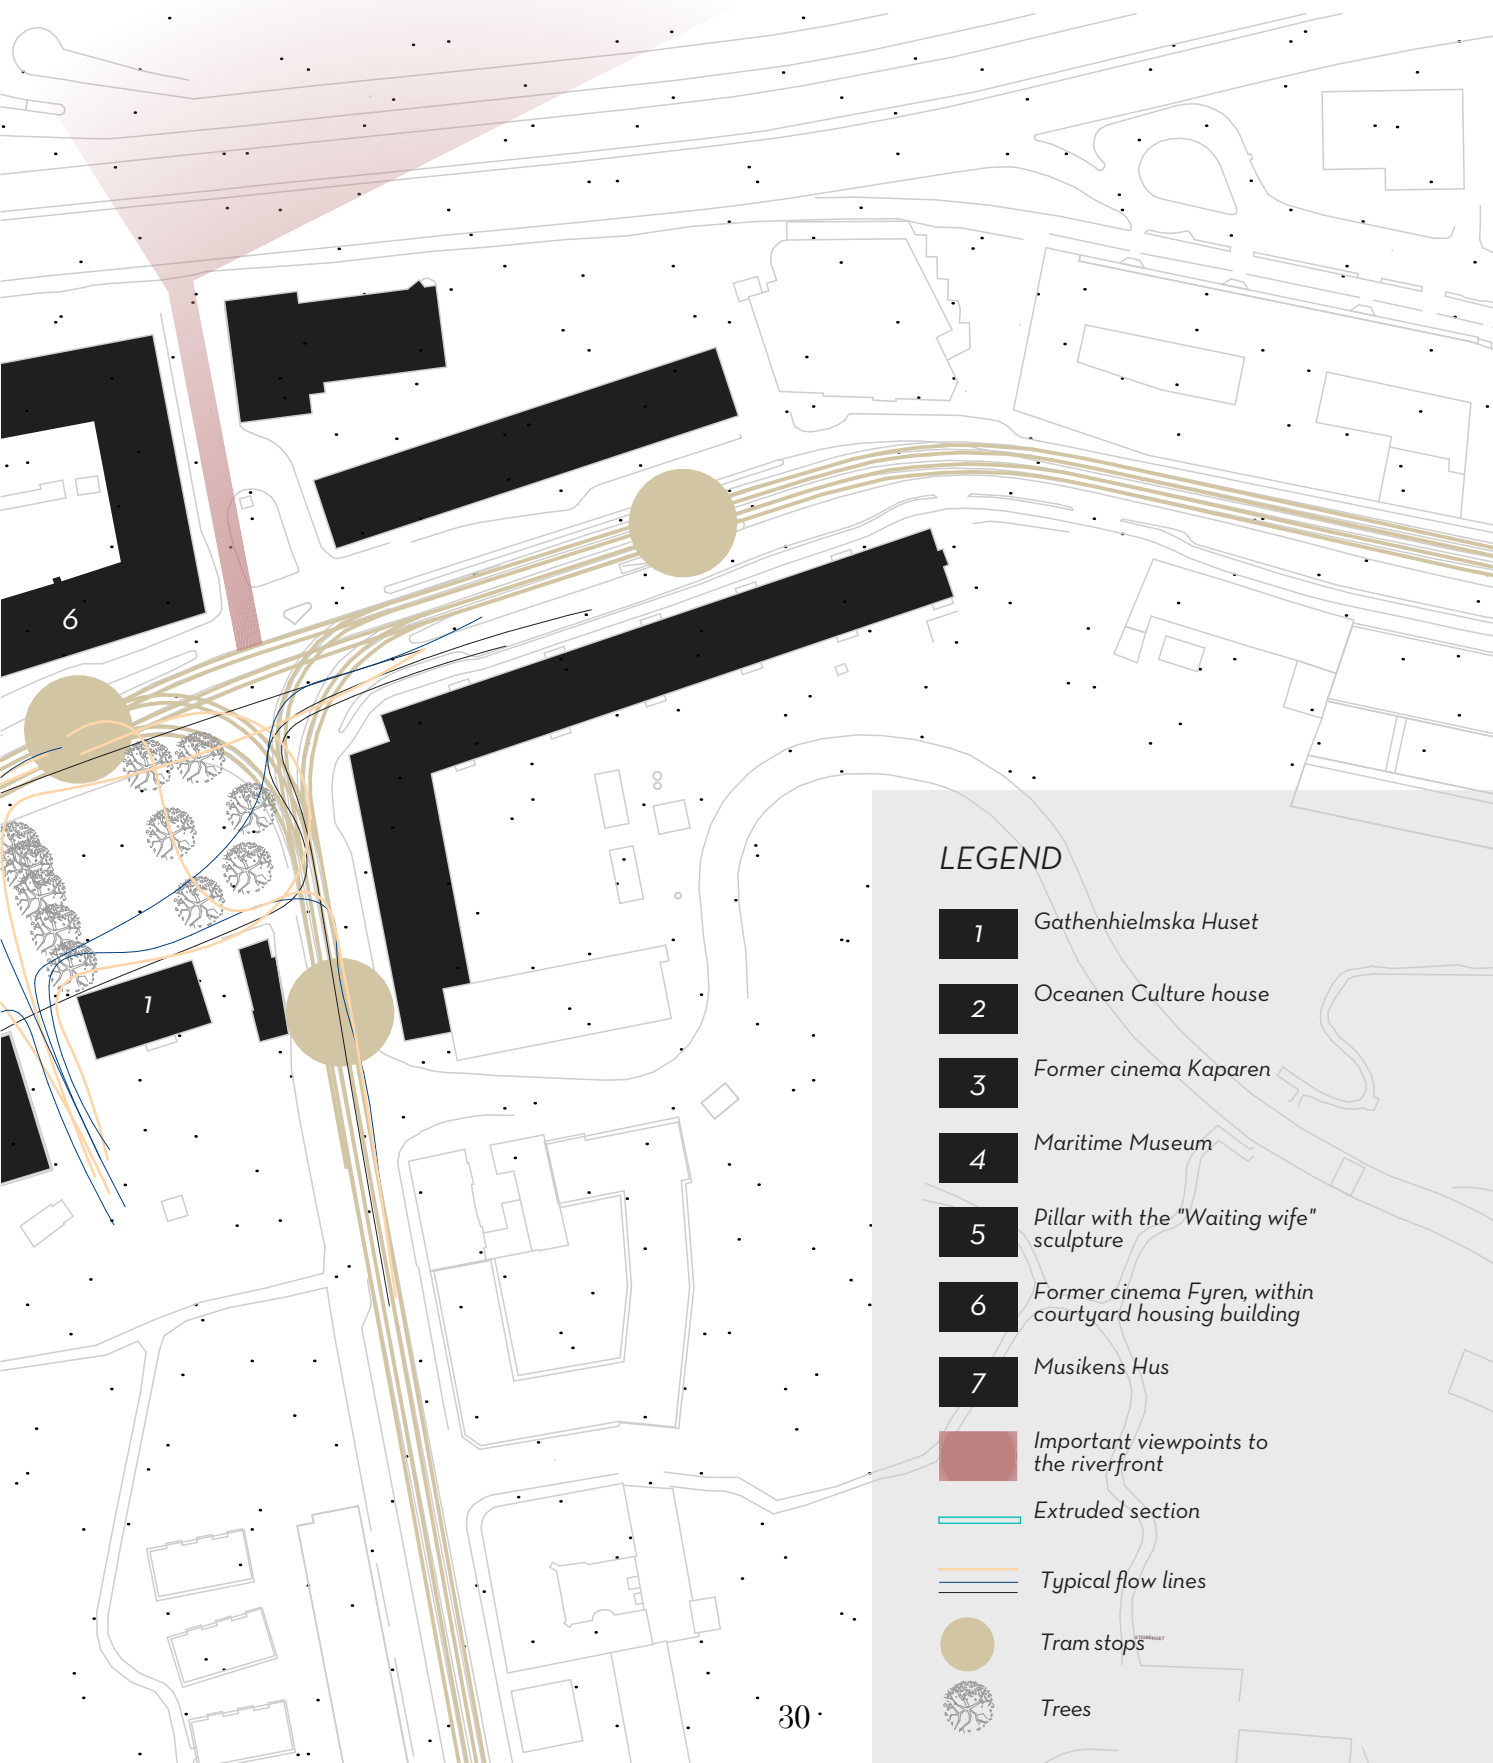 6
1
LEGEND
1 Gathenhielmska Huset
2 Oceanen Culture house
3 Former cinema Kaparen
4 Maritime Museum
5 Pillar with the "Waiting wife"
sculpture
6 Former cinema Fyren, within
courtyard housing building
7 Musikens Hus
Important viewpoints to
the riverfront
Extruded section
Typical flow lines
Tram stops
Trees
30